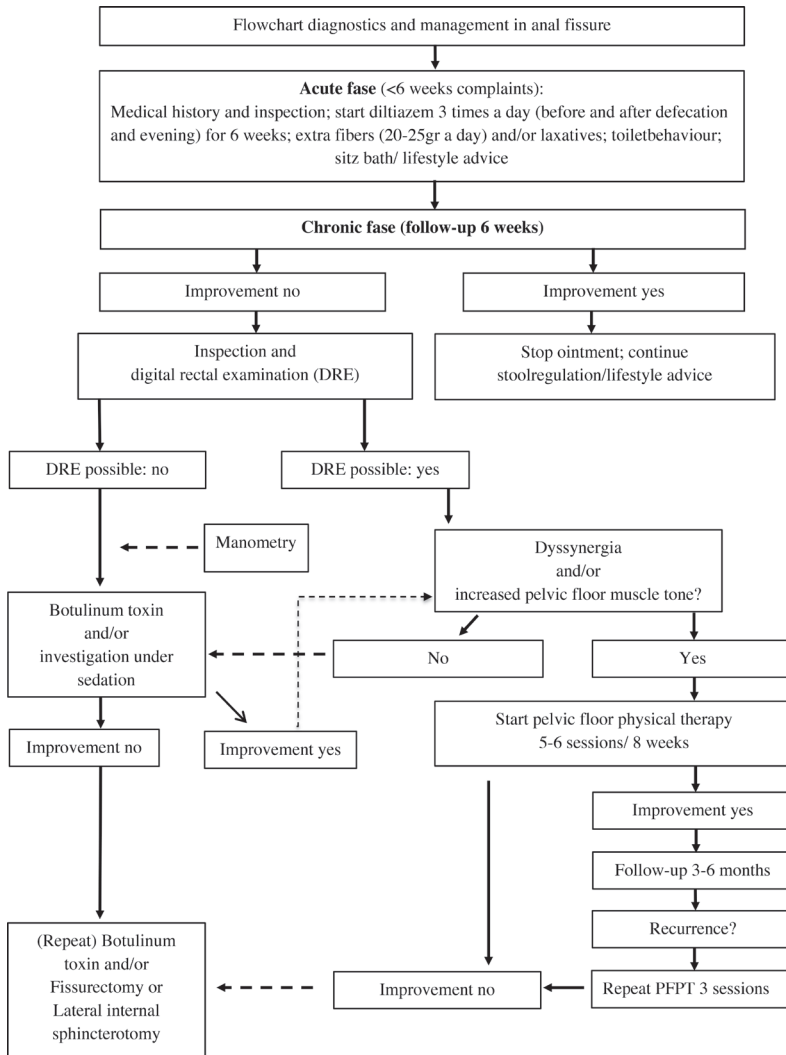 Flowchart diagnostics and management in anal fissure
Acute fase (<6 weeks complaints):
Medical history and inspection; start diltiazem 3 times a day (before and after defecation
and evening) for 6 weeks; extra fibers (20-25gr a day) and/or laxatives; toiletbehaviour;
sitz bath/ lifestyle advice
Chronic fase (follow-up 6 weeks)
Improvement no
Improvement yes
Inspection and
digital rectal examination (DRE)
Stop ointment; continue
stoolregulation/lifestyle advice
DRE possible: no
DRE possible: yes
Manometry
Dyssynergia
and/or
increased pelvic floor muscle tone?
Botulinum toxin
and/or
investigation under
sedation
No
Yes
Improvement no
Improvement yes
Start pelvic floor physical therapy
5-6 sessions/ 8 weeks
Improvement yes
Follow-up 3-6 months
Recurrence?
(Repeat) Botulinum
toxin and/or
Fissurectomy or
Lateral internal
sphincterotomy
Improvement no
Repeat PFPT 3 sessions